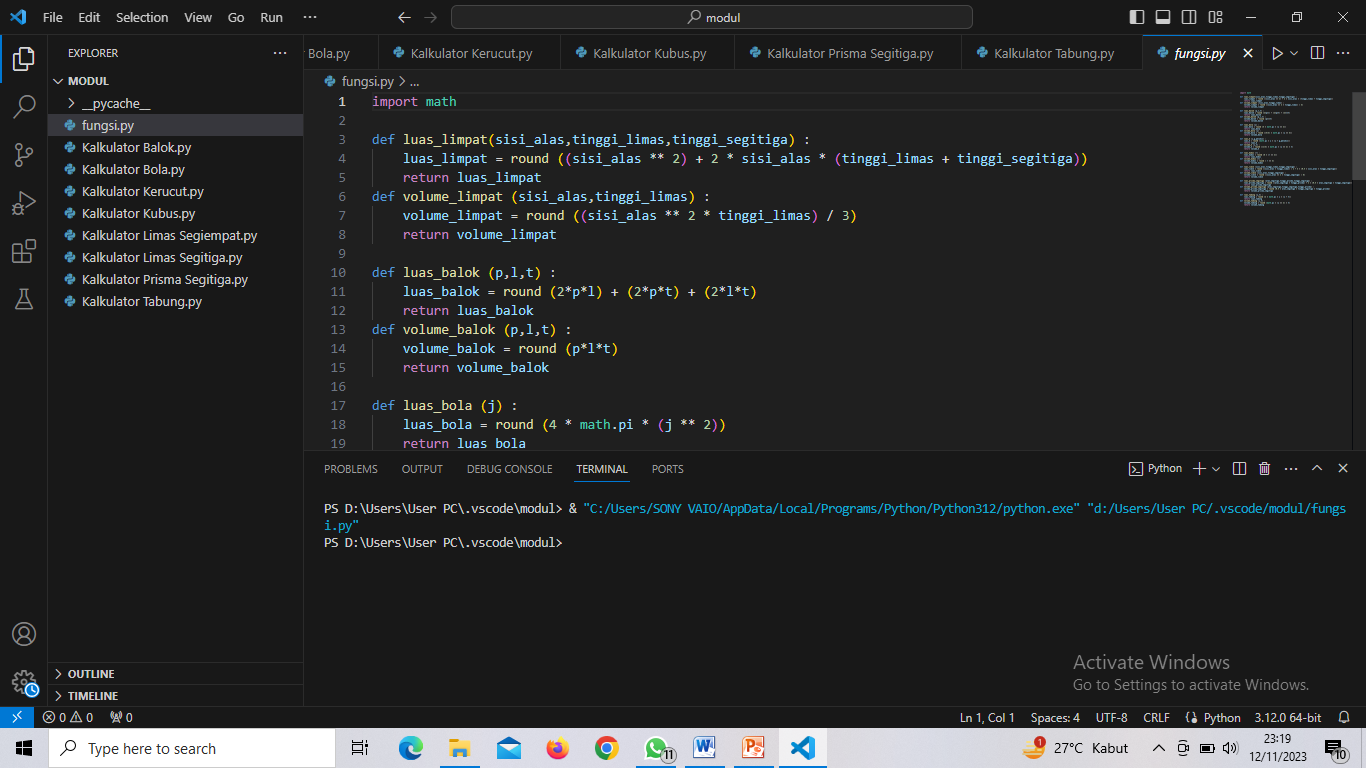 File Edit Selection View Go Run ··· modul
EXPLORER ···
Bola.py Kalkulator Kerucut.py Kalkulator Kubus.py Kalkulator Prisma Segitiga.py Kalkulator Tabung.py fungsi.py
MODUL
__pycache__
fungsi.py
Kalkulator Balok.py
Kalkulator Bola.py
Kalkulator Kerucut.py
Kalkulator Kubus.py
Kalkulator Limas Segiempat.py
Kalkulator Limas Segitiga.py
Kalkulator Prisma Segitiga.py
Kalkulator Tabung.py
OUTLINE
TIMELINE
fungsi.py > ...
1 import math
2
3 def luas_limpat(sisi_alas,tinggi_limas,tinggi_segitiga) :
4 luas_limpat = round ((sisi_alas ** 2) + 2 * sisi_alas * (tinggi_limas + tinggi_segitiga))
5 return luas_limpat
6 def volume_limpat (sisi_alas,tinggi_limas) :
7 volume_limpat = round ((sisi_alas ** 2 * tinggi_limas) / 3)
8 return volume_limpat
9
10 def luas_balok (p,l,t) :
11 luas_balok = round (2*p*l) + (2*p*t) + (2*l*t)
12 return luas_balok
13 def volume_balok (p,l,t) :
14 volume_balok = round (p*l*t)
15 return volume_balok
16
17 def luas_bola (j) :
18 luas_bola = round (4 * math.pi * (j ** 2))
19 return luas_bola
PROBLEMS OUTPUT DEBUG CONSOLE TERMINAL PORTS Python
PS D:\Users\User PC\.vscode\modul> & "C:/Users/SONY VAIO/AppData/Local/Programs/Python/Python312/python.exe" "d:/Users/User PC/.vscode/modul/fungs
i.py"
PS D:\Users\User PC\.vscode\modul>
Activate Windows
Go to Settings to activate Windows.
0 0 0 Ln 1, Col 1 Spaces: 4 UTF-8 CRLF Python 3.12.0 64-bit
Type here to search 11 1 27°C Kabut 23:19
12/11/2023 10